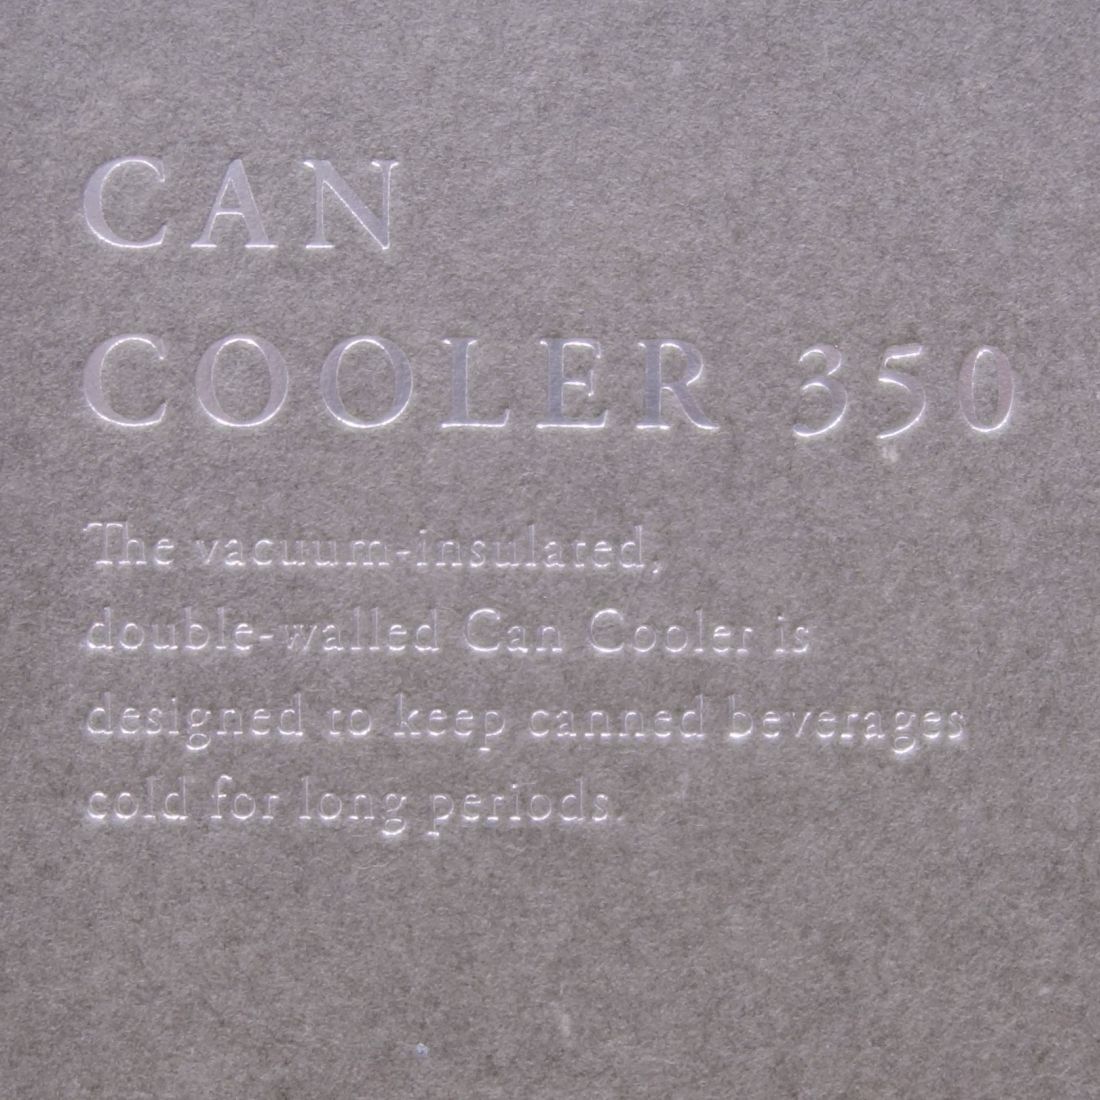 CAN
COOLER 350
The vacuum-insulated,
double-walled Can Cooler is
designed to keep canned beverages
cold for long periods.